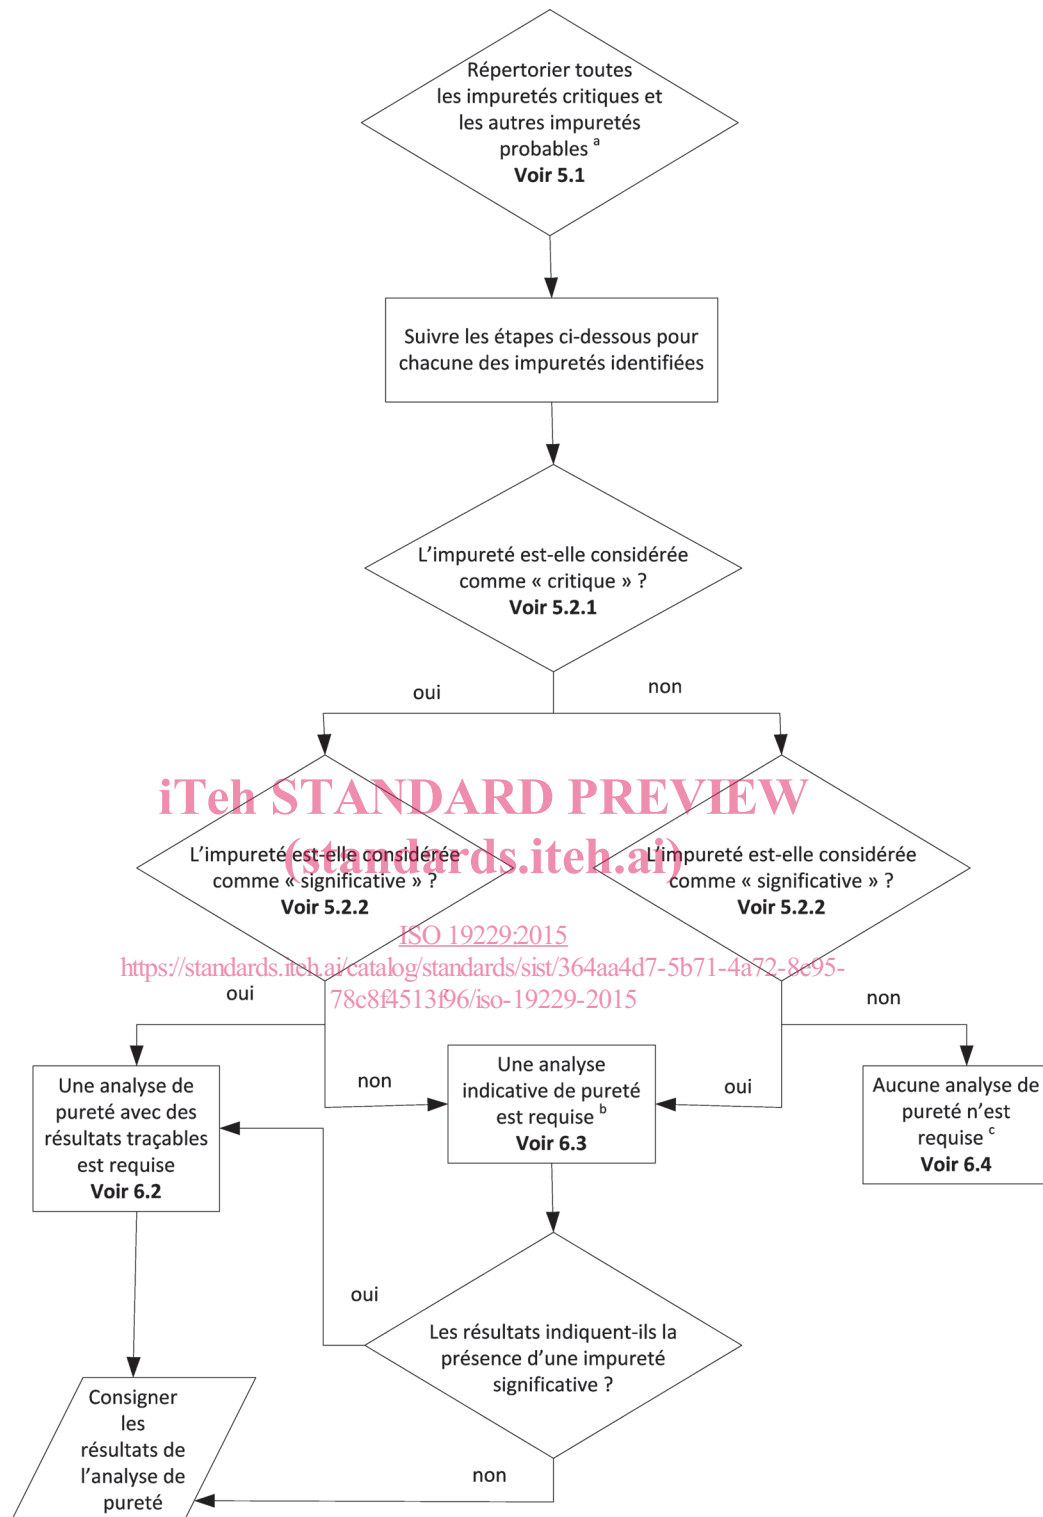 Répertorier toutes
les impuretés critiques et
les autres impuretés
probables a
Voir 5.1
Suivre les étapes ci-dessous pour
chacune des impuretés identifiées
L'impureté est-elle considérée
comme « critique » ?
Voir 5.2.1
oui
non
iTeh STANDARD PREVIEW
(standards.iteh.ai)
L'impureté est-elle considérée
comme « significative » ?
Voir 5.2.2
L'impureté est-elle considérée
comme « significative » ?
Voir 5.2.2
ISO 19229:2015
https://standards.iteh.ai/catalog/standards/sist/364aa4d7-5b71-4a72-8e95-
78c8f4513f96/iso-19229-2015
oui
non
non
oui
Une analyse de
pureté avec des
résultats traçables
est requise
Voir 6.2
Une analyse
indicative de pureté
est requise b
Voir 6.3
Aucune analyse de
pureté n'est
requise c
Voir 6.4
oui
Les résultats indiquent-ils la
présence d'une impureté
significative ?
non
Consigner
les
résultats de
l'analyse de
pureté